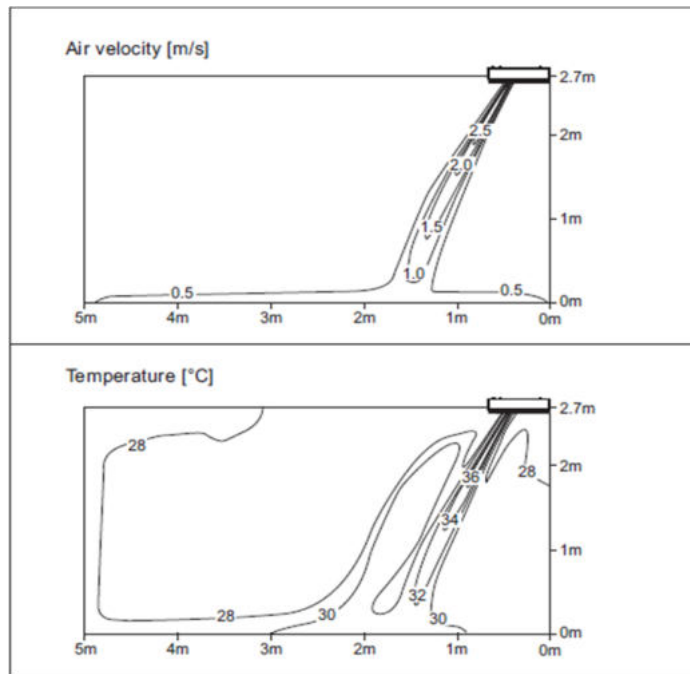 Air velocity [m/s]
2.7m
2.5
2m
2.0
1.5
1m
1.0
0.5
0.5
0m
5m 4m 3m 2m 1m 0m
Temperature [°C]
2.7m
28
36
28
2m
34
1m
32
28
30
30
0m
5m 4m 3m 2m 1m 0m